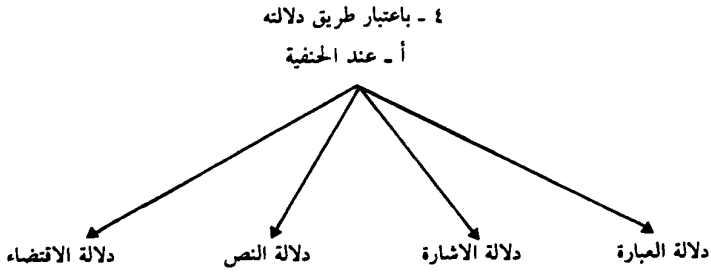 ٤ - باعتبار طريق دلالته
أ - عند الحنفية
دلالة العبارة دلالة الاشارة دلالة النص دلالة الاقتضاء